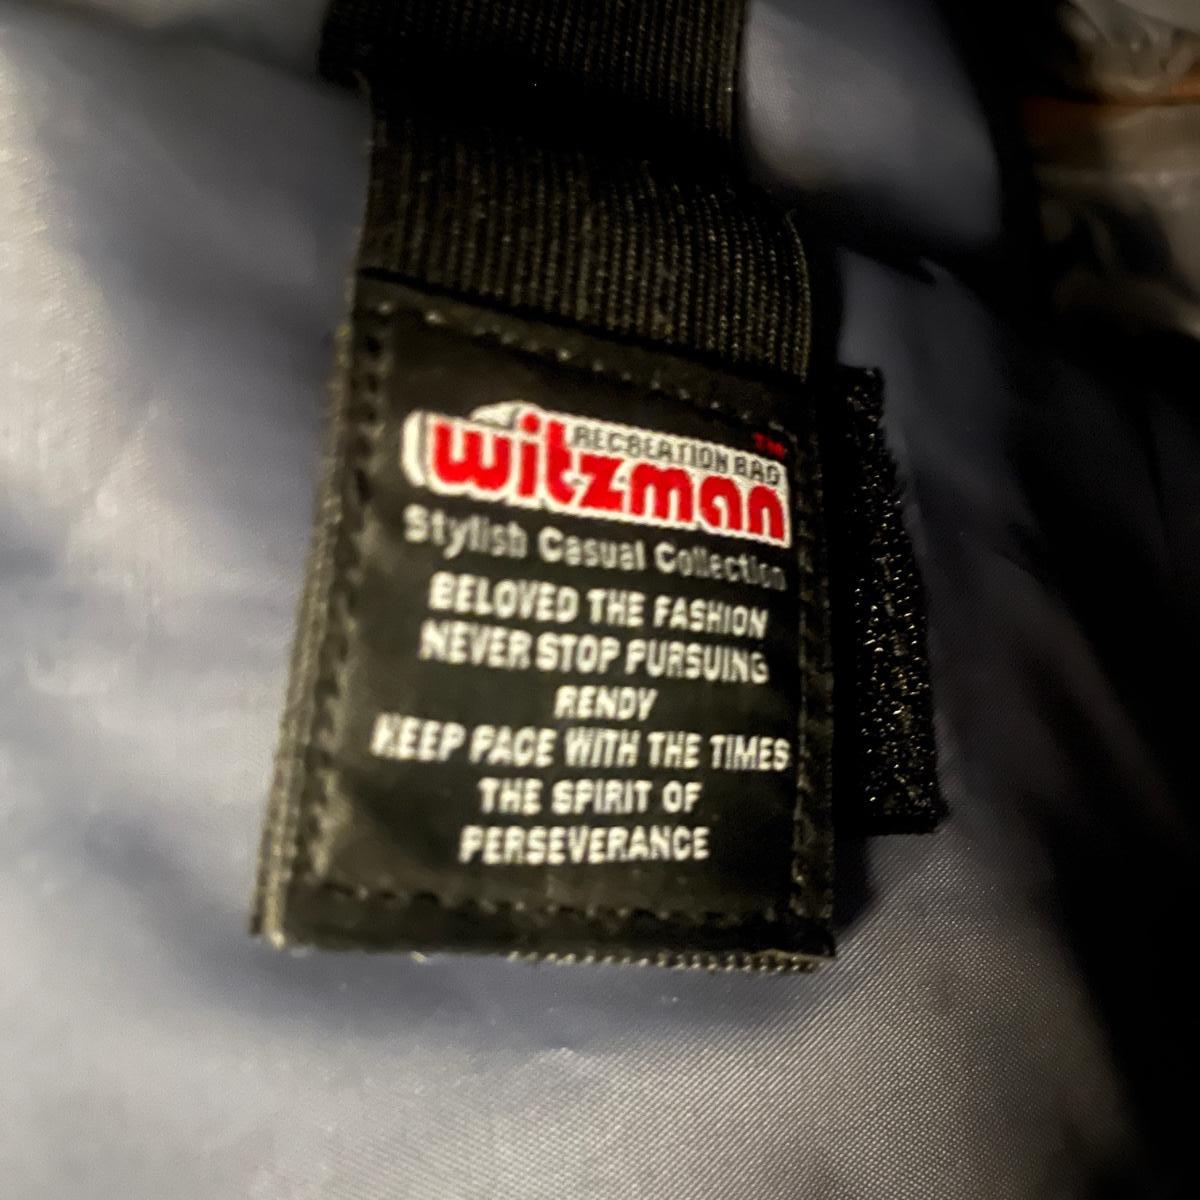 RECREATION BAG TM
witzman
Stylish Casual Collection
BELOVED THE FASHION
NEVER STOP PURSUING
RENDY
KEEP PACE WITH THE TIMES
THE SPIRIT OF
PERSEVERANCE